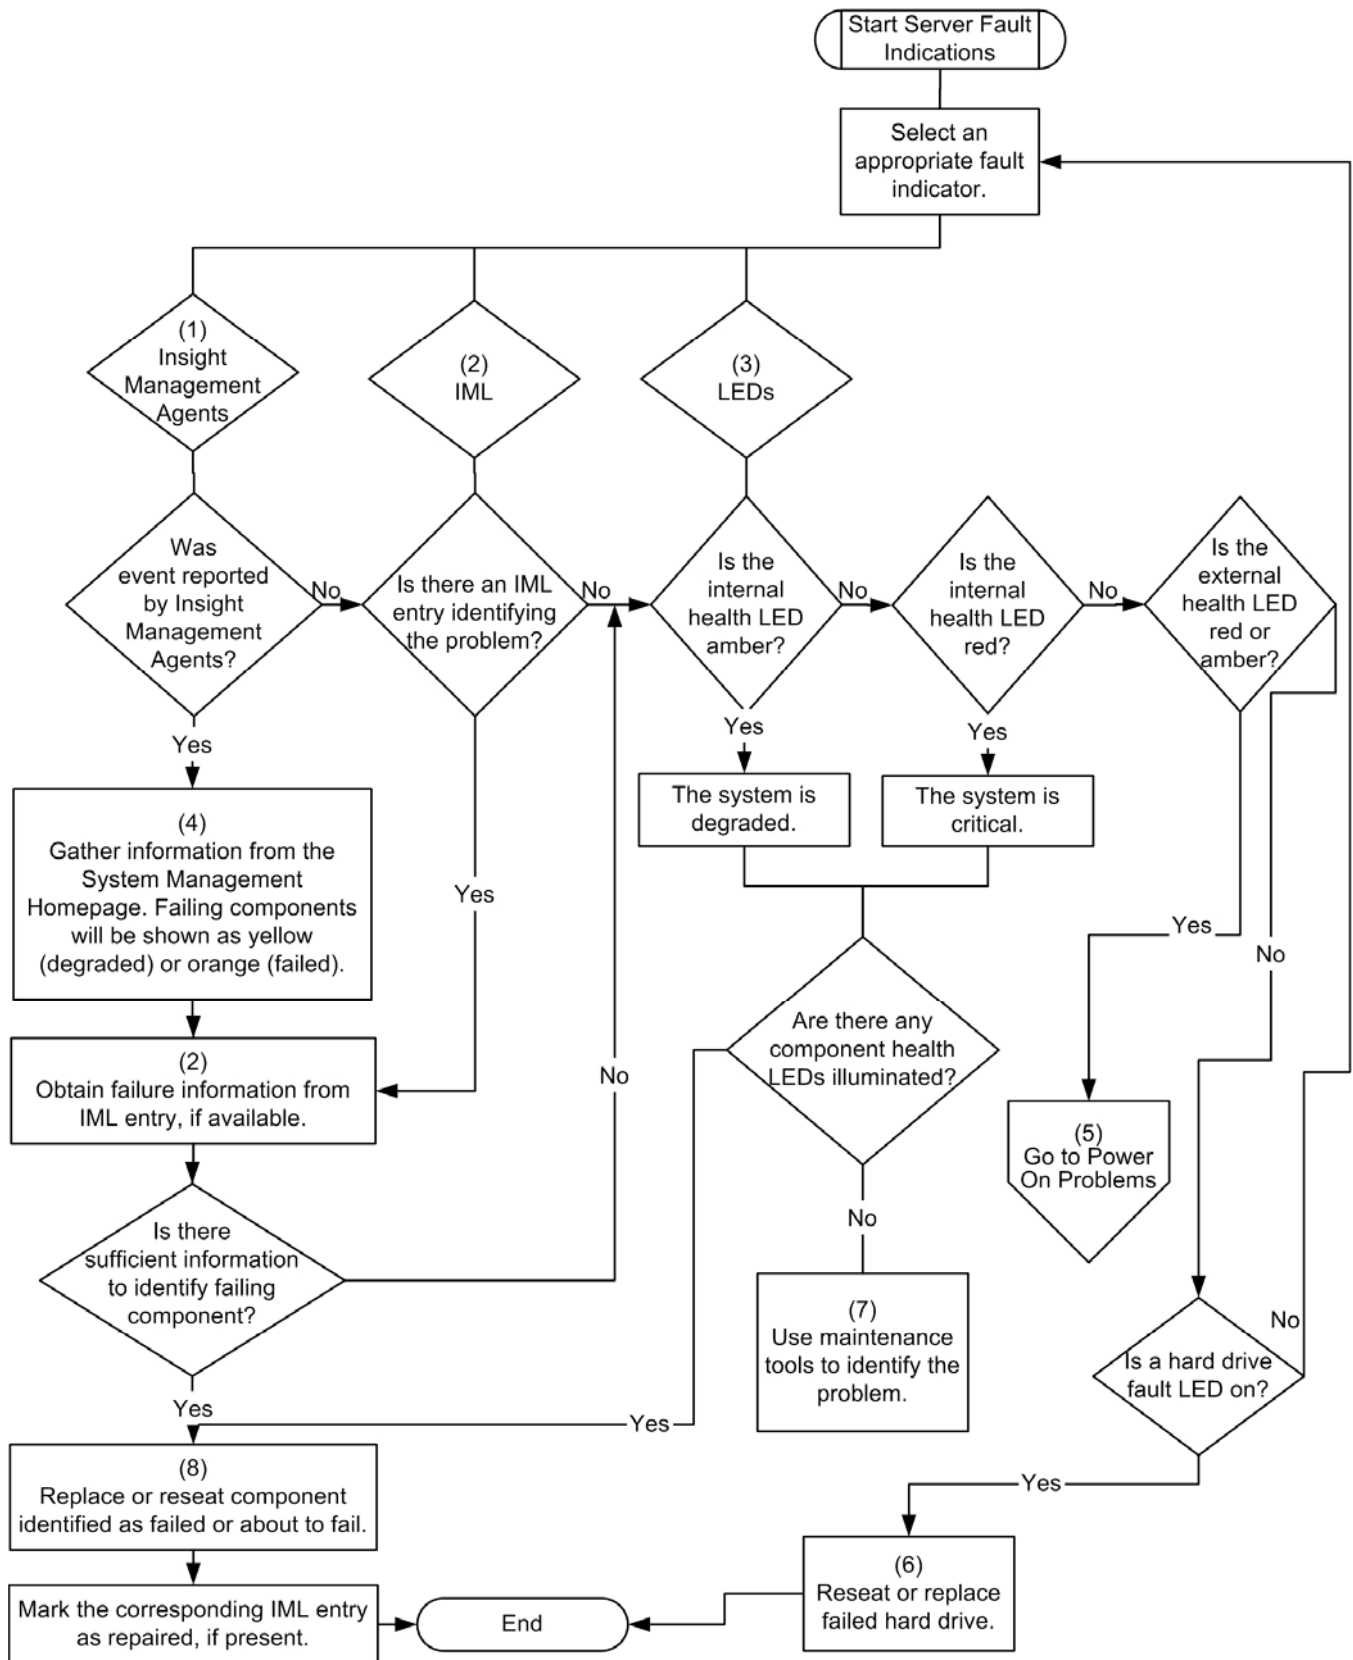 Start Server Fault
Indications
Select an
appropriate fault
indicator.
(1)
Insight
Management
Agents
(2)
IML
(3)
LEDs
Was
event reported
by Insight
Management
Agents?
No
Is there an IML
entry identifying
the problem?
No
Is the
internal
health LED
amber?
No
Is the
internal
health LED
red?
No
Is the
external
health LED
red or
amber?
Yes
Yes
Yes
(4)
Gather information from the
System Management
Homepage. Failing components
will be shown as yellow
(degraded) or orange (failed).
Yes
The system is
degraded.
The system is
critical.
Yes
No
(2)
Obtain failure information from
IML entry, if available.
No
Are there any
component health
LEDs illuminated?
(5)
Go to Power
On Problems
Is there
sufficient information
to identify failing
component?
No
(7)
Use maintenance
tools to identify the
problem.
No
Is a hard drive
fault LED on?
Yes
Yes
(8)
Replace or reseat component
identified as failed or about to fail.
Yes
(6)
Reseat or replace
failed hard drive.
Mark the corresponding IML entry
as repaired, if present.
End